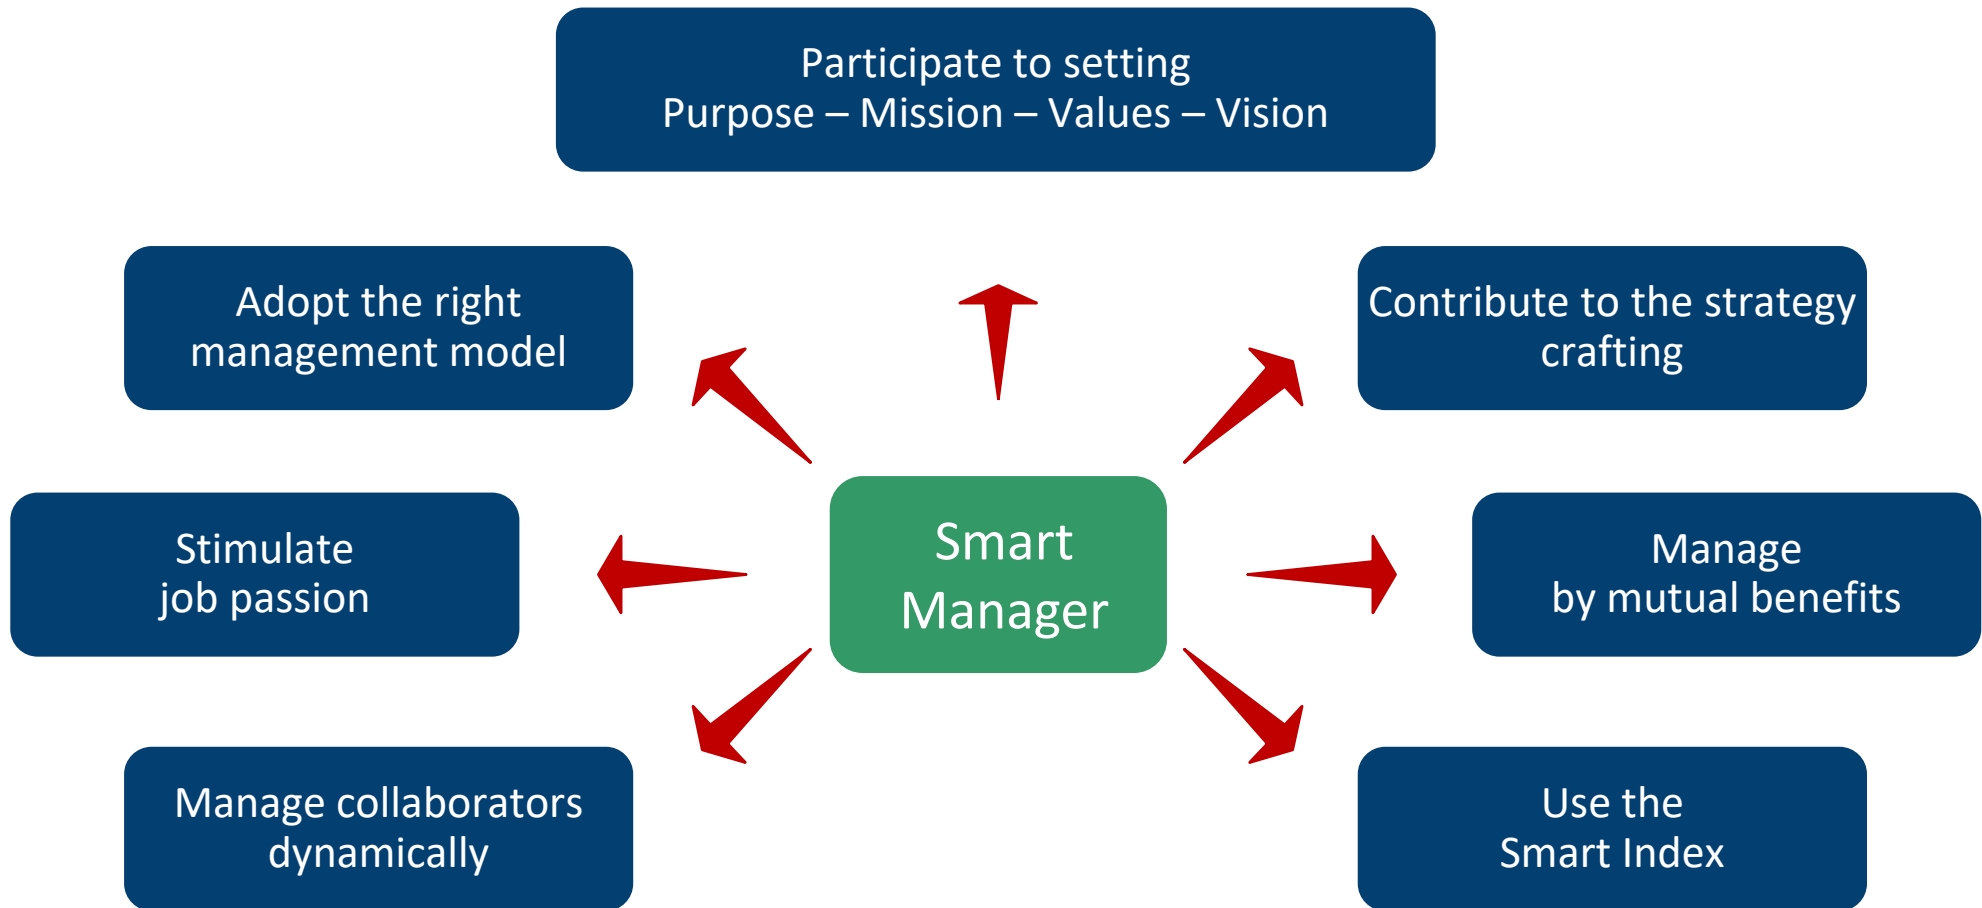 Participate to setting
Purpose – Mission – Values – Vision
Adopt the right
management model
Contribute to the strategy
crafting
Stimulate
job passion
Smart
Manager
Manage
by mutual benefits
Manage collaborators
dynamically
Use the
Smart Index